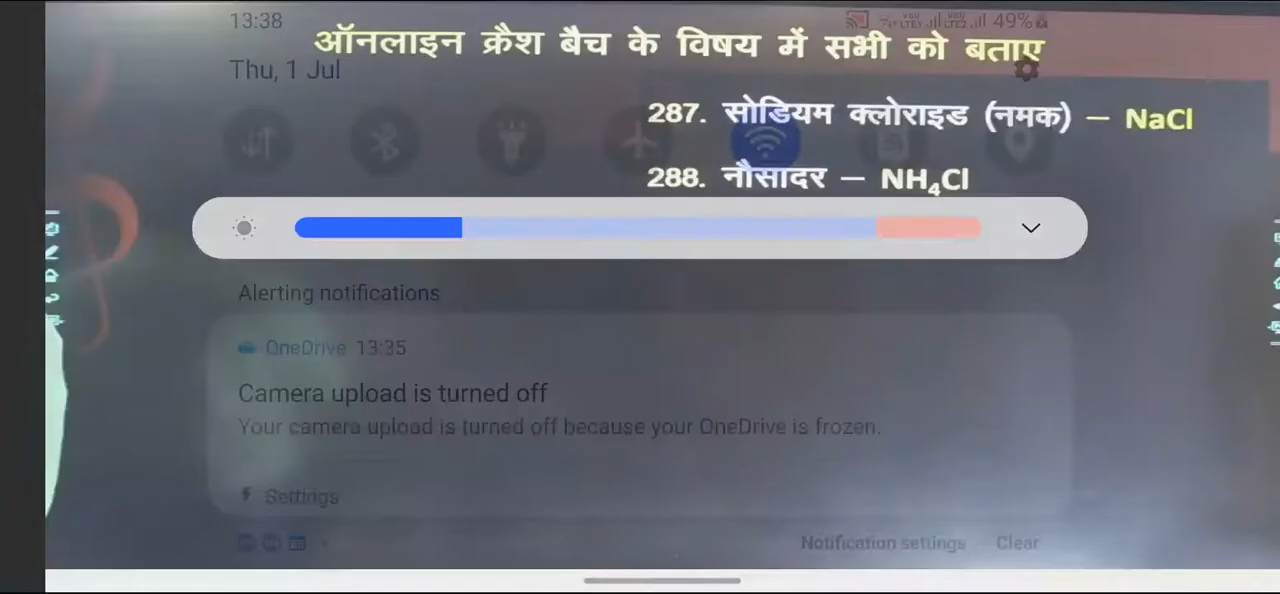 13:38
49%
ऑनलाइन क्रैश बैच के विषय में सभी को बताए
Thu, 1 Jul
287. सोडियम क्लोराइड (नमक) – NaCl
288. नौसादर – NH₄Cl
Alerting notifications
OneDrive 13:35
Camera upload is turned off
Your camera upload is turned off because your OneDrive is frozen.
Settings
Notification settings Clear